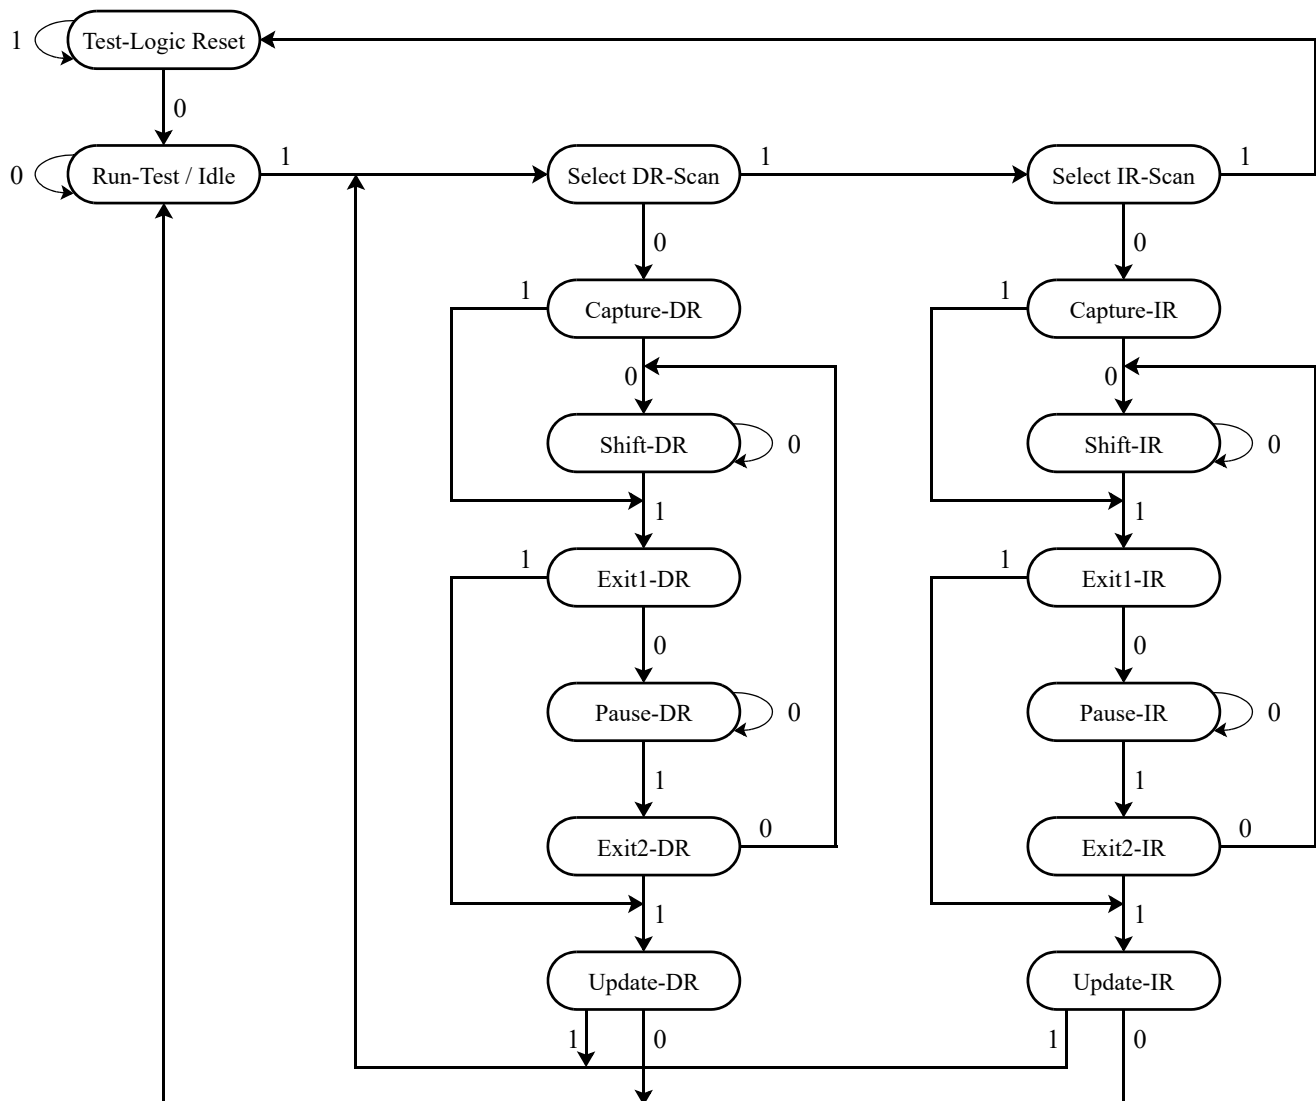 Test-Logic Reset
1
0
Run-Test / Idle
0
1
Select DR-Scan
1
Select IR-Scan
1
0
0
Capture-DR
1
Capture-IR
1
0
0
Shift-DR
0
Shift-IR
0
1
1
Exit1-DR
1
Exit1-IR
1
0
0
Pause-DR
0
Pause-IR
0
1
1
Exit2-DR
0
Exit2-IR
0
1
1
Update-DR
Update-IR
1
0
1
0